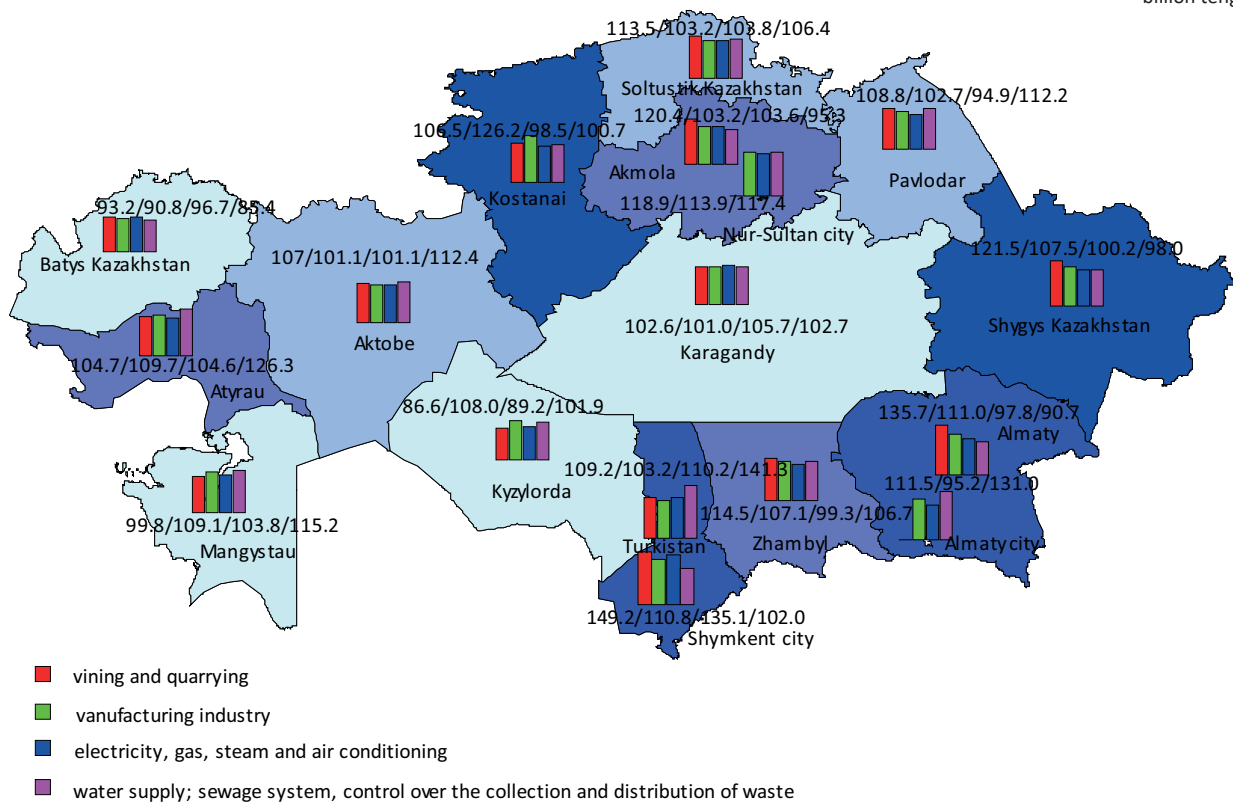 billion teng
113.5/103.2/103.8/106.4
Soltustik Kazakhstan
108.8/102.7/94.9/112.2
Pavlodar
120.4/103.2/103.6/95.3
Akmola
118.9/113.9/117.4
Nur-Sultan city
106.5/126.2/98.5/100.7
Kostanai
93.2/90.8/96.7/85.4
Batys Kazakhstan
107/101.1/101.1/112.4
Aktobe
121.5/107.5/100.2/98.0
Shygys Kazakhstan
102.6/101.0/105.7/102.7
Karagandy
104.7/109.7/104.6/126.3
Atyrau
86.6/108.0/89.2/101.9
Kyzylorda
135.7/111.0/97.8/90.7
Almaty
111.5/95.2/131.0
Almaty city
109.2/103.2/110.2/141.3
Turkistan
114.5/107.1/99.3/106.7
Zhambyl
99.8/109.1/103.8/115.2
Mangystau
149.2/110.8/135.1/102.0
Shymkent city
vining and quarrying
vanufacturing industry
electricity, gas, steam and air conditioning
water supply; sewage system, control over the collection and distribution of waste